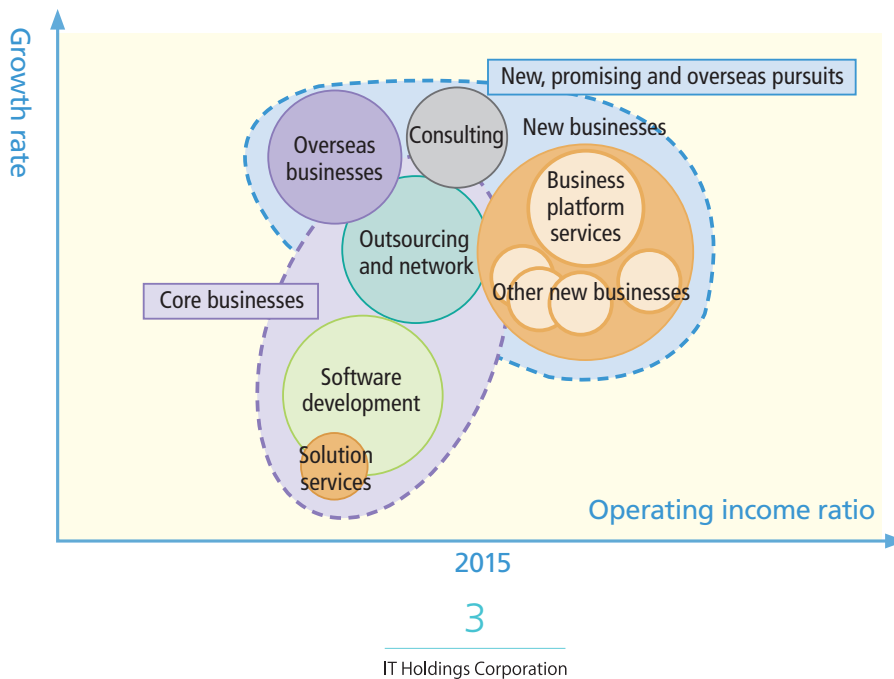 Growth rate
New, promising and overseas pursuits
New businesses
Consulting
Overseas
businesses
Business
platform
services
Outsourcing
and network
Other new businesses
Core businesses
Software
development
Solution
services
Operating income ratio
2015
3
IT Holdings Corporation